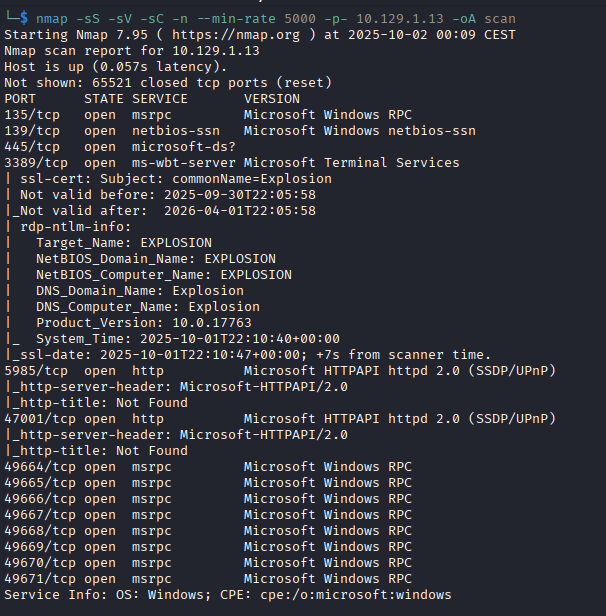 └─$ nmap -sS -sV -sC -n --min-rate 5000 -p- 10.129.1.13 -oA scan
Starting Nmap 7.95 ( https://nmap.org ) at 2025-10-02 00:09 CEST
Nmap scan report for 10.129.1.13
Host is up (0.057s latency).
Not shown: 65521 closed tcp ports (reset)
PORT      STATE SERVICE       VERSION
135/tcp   open  msrpc         Microsoft Windows RPC
139/tcp   open  netbios-ssn   Microsoft Windows netbios-ssn
445/tcp   open  microsoft-ds?
3389/tcp  open  ms-wbt-server Microsoft Terminal Services
| ssl-cert: Subject: commonName=Explosion
| Not valid before: 2025-09-30T22:05:58
|_Not valid after:  2026-04-01T22:05:58
| rdp-ntlm-info:
|   Target_Name: EXPLOSION
|   NetBIOS_Domain_Name: EXPLOSION
|   NetBIOS_Computer_Name: EXPLOSION
|   DNS_Domain_Name: Explosion
|   DNS_Computer_Name: Explosion
|   Product_Version: 10.0.17763
|_  System_Time: 2025-10-01T22:10:40+00:00
|_ssl-date: 2025-10-01T22:10:47+00:00; +7s from scanner time.
5985/tcp  open  http          Microsoft HTTPAPI httpd 2.0 (SSDP/UPnP)
|_http-server-header: Microsoft-HTTPAPI/2.0
|_http-title: Not Found
47001/tcp open  http          Microsoft HTTPAPI httpd 2.0 (SSDP/UPnP)
|_http-server-header: Microsoft-HTTPAPI/2.0
|_http-title: Not Found
49664/tcp open  msrpc         Microsoft Windows RPC
49665/tcp open  msrpc         Microsoft Windows RPC
49666/tcp open  msrpc         Microsoft Windows RPC
49667/tcp open  msrpc         Microsoft Windows RPC
49668/tcp open  msrpc         Microsoft Windows RPC
49669/tcp open  msrpc         Microsoft Windows RPC
49670/tcp open  msrpc         Microsoft Windows RPC
49671/tcp open  msrpc         Microsoft Windows RPC
Service Info: OS: Windows; CPE: cpe:/o:microsoft:windows